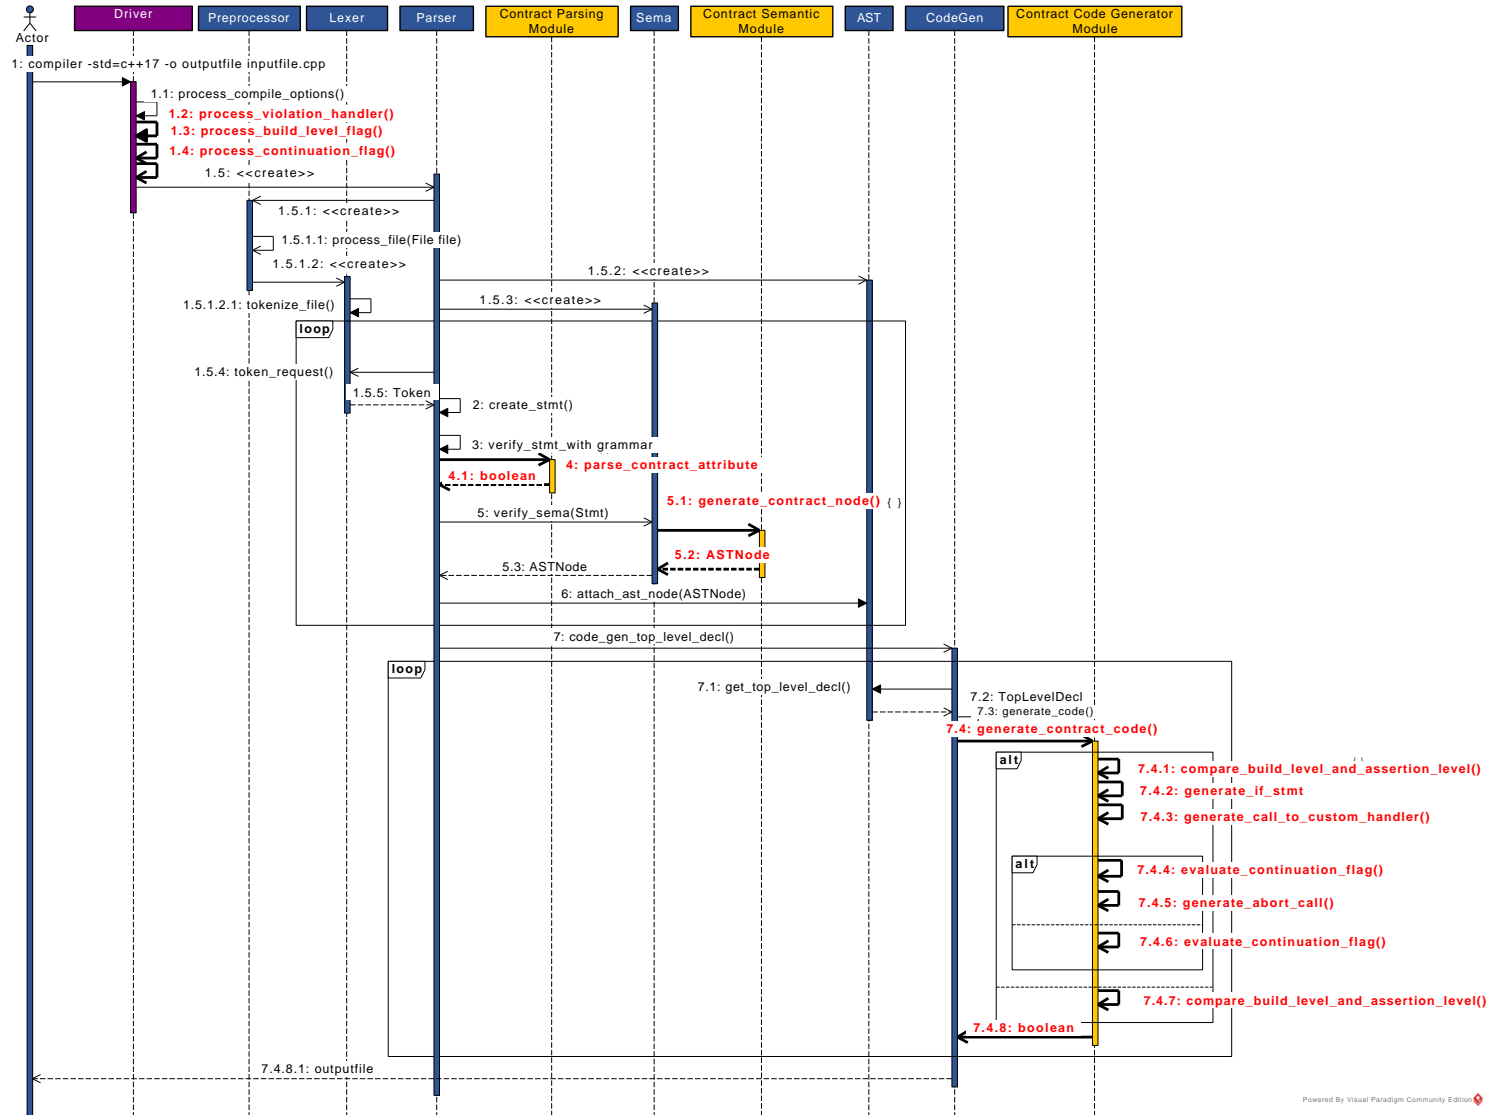 Driver
Preprocessor
Lexer
Parser
Contract Parsing
Module
Sema
Contract Semantic
Module
AST
CodeGen
Contract Code Generator
Module
Actor
1: compiler -std=c++17 -o outputfile inputfile.cpp
1.1: process_compile_options()
1.2: process_violation_handler()
1.3: process_build_level_flag()
1.4: process_continuation_flag()
1.5: <<create>>
1.5.1: <<create>>
1.5.1.1: process_file(File file)
1.5.1.2: <<create>>
1.5.2: <<create>>
1.5.1.2.1: tokenize_file()
1.5.3: <<create>>
loop
1.5.4: token_request()
1.5.5: Token
2: create_stmt()
3: verify_stmt_with grammar
4: parse_contract_attribute
4.1: boolean
5.1: generate_contract_node() { }
5: verify_sema(Stmt)
5.2: ASTNode
5.3: ASTNode
6: attach_ast_node(ASTNode)
7: code_gen_top_level_decl()
loop
7.1: get_top_level_decl()
7.2: TopLevelDecl
7.3: generate_code()
7.4: generate_contract_code()
alt
7.4.1: compare_build_level_and_assertion_level()
7.4.2: generate_if_stmt
7.4.3: generate_call_to_custom_handler()
alt
7.4.4: evaluate_continuation_flag()
7.4.5: generate_abort_call()
7.4.6: evaluate_continuation_flag()
7.4.7: compare_build_level_and_assertion_level()
7.4.8: boolean
7.4.8.1: outputfile
Powered By Visual Paradigm Community Edition